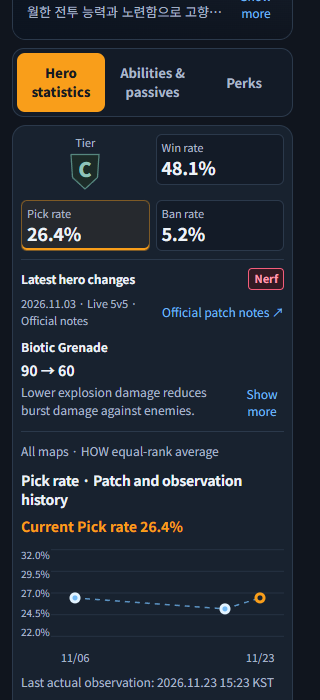 월한 전투 능력과 노련함으로 고향…
Show
more
Hero
statistics
Abilities &
passives
Perks
Tier
C
Win rate
48.1%
Pick rate
26.4%
Ban rate
5.2%
Latest hero changes
Nerf
2026.11.03 · Live 5v5 ·
Official notes
Official patch notes ↗
Biotic Grenade
90 → 60
Lower explosion damage reduces
burst damage against enemies.
Show
more
All maps · HOW equal-rank average
Pick rate · Patch and observation
history
Current Pick rate 26.4%
32.0%
29.5%
27.0%
24.5%
22.0%
11/06
11/23
Last actual observation: 2026.11.23 15:23 KST